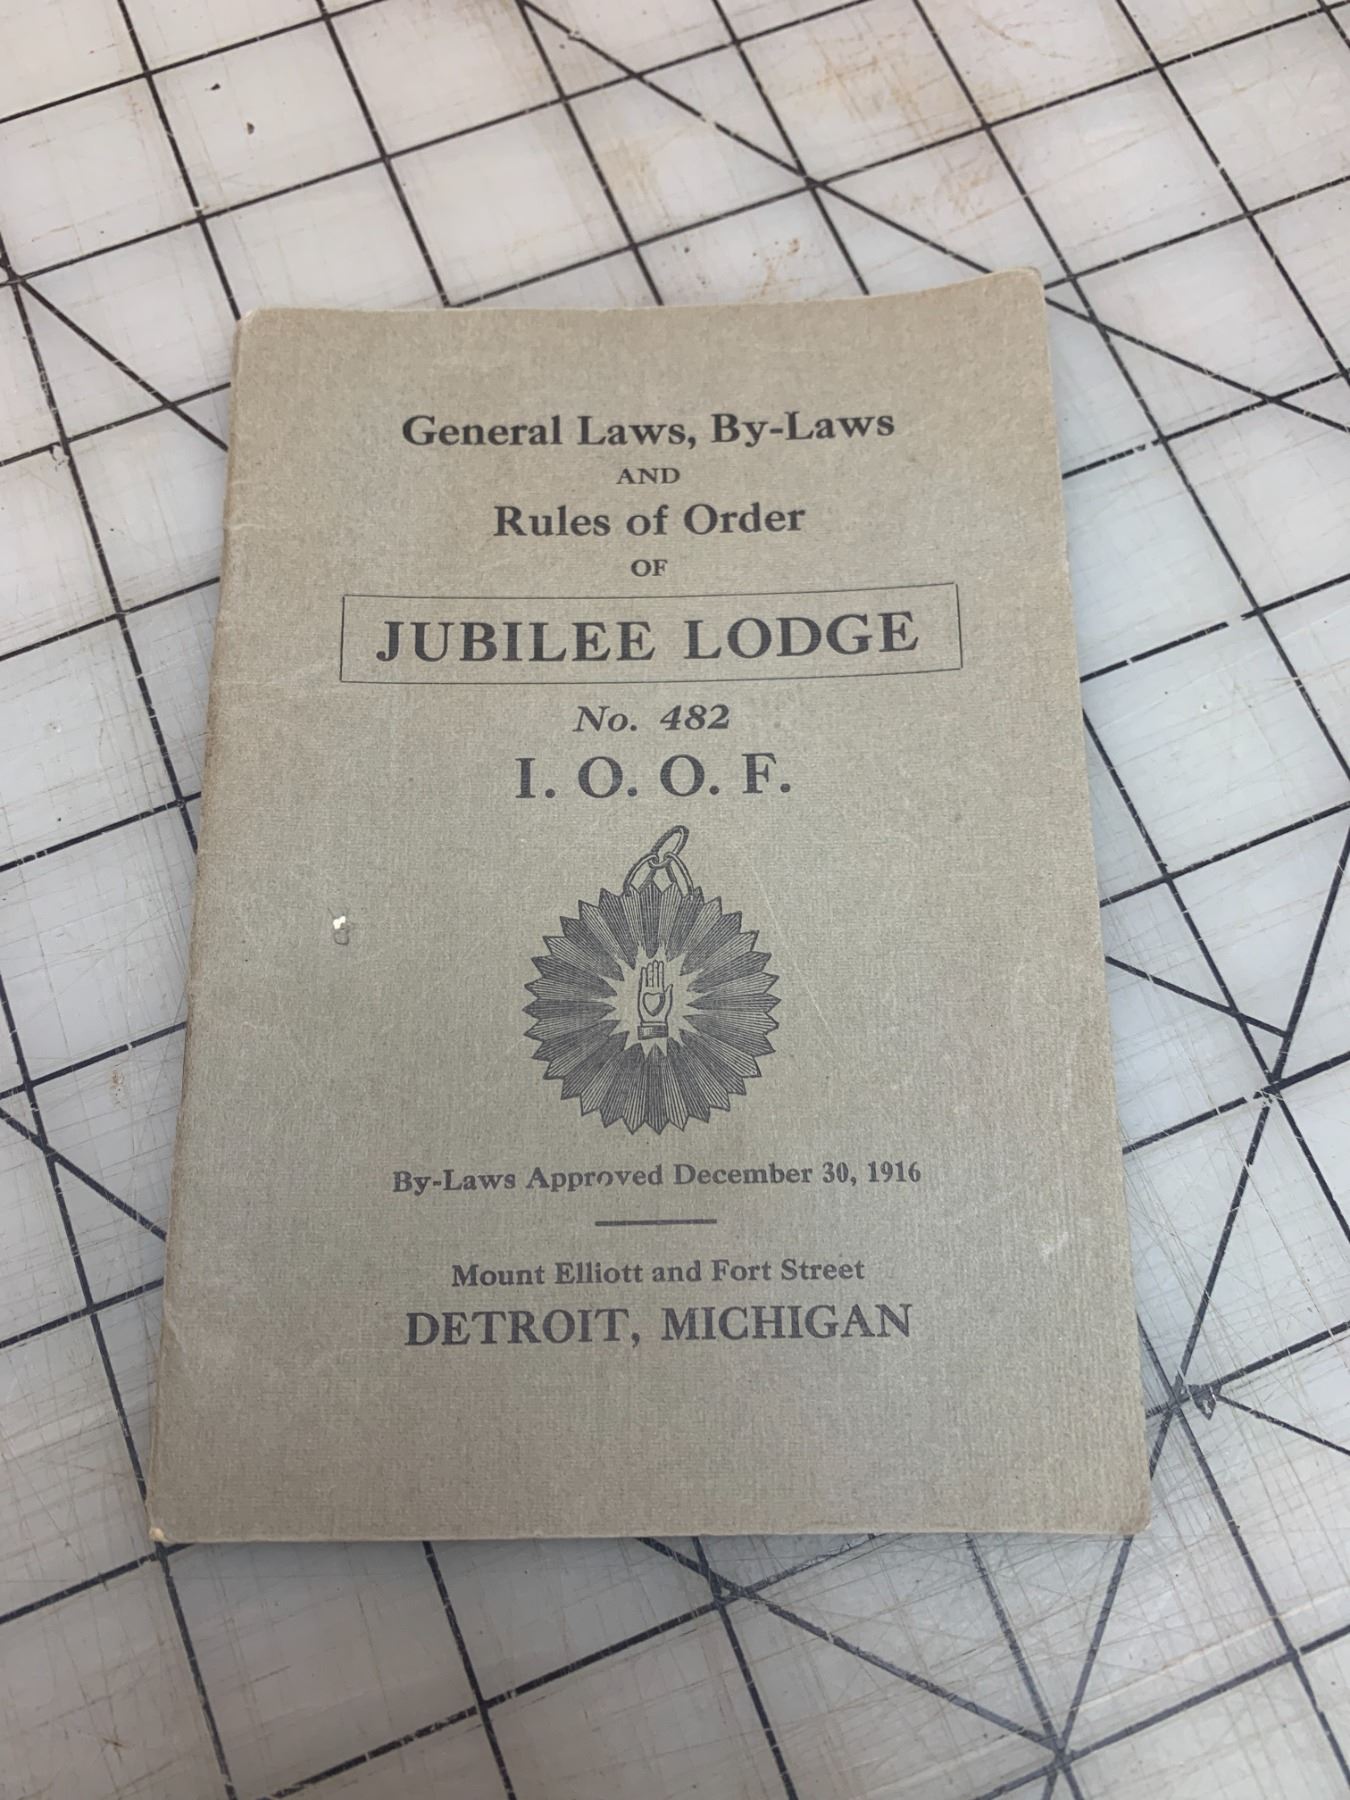 General Laws, By-Laws
AND
Rules of Order
OF
JUBILEE LODGE
No. 482
I. O. O. F.
By-Laws Approved December 30, 1916
Mount Elliott and Fort Street
DETROIT, MICHIGAN